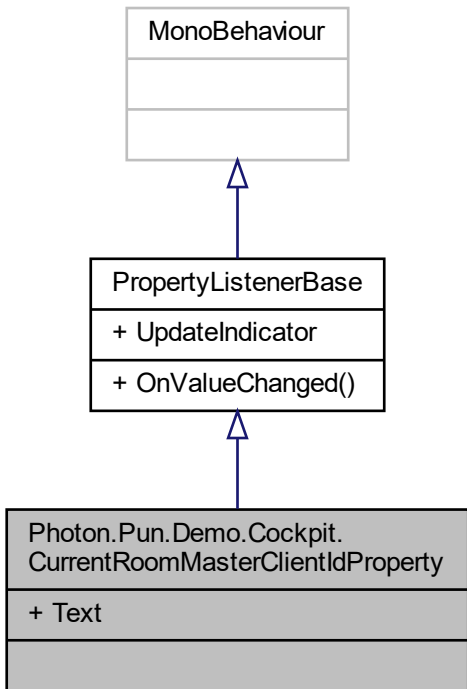 MonoBehaviour
PropertyListenerBase
+ UpdateIndicator
+ OnValueChanged()
Photon.Pun.Demo.Cockpit.
CurrentRoomMasterClientIdProperty
+ Text